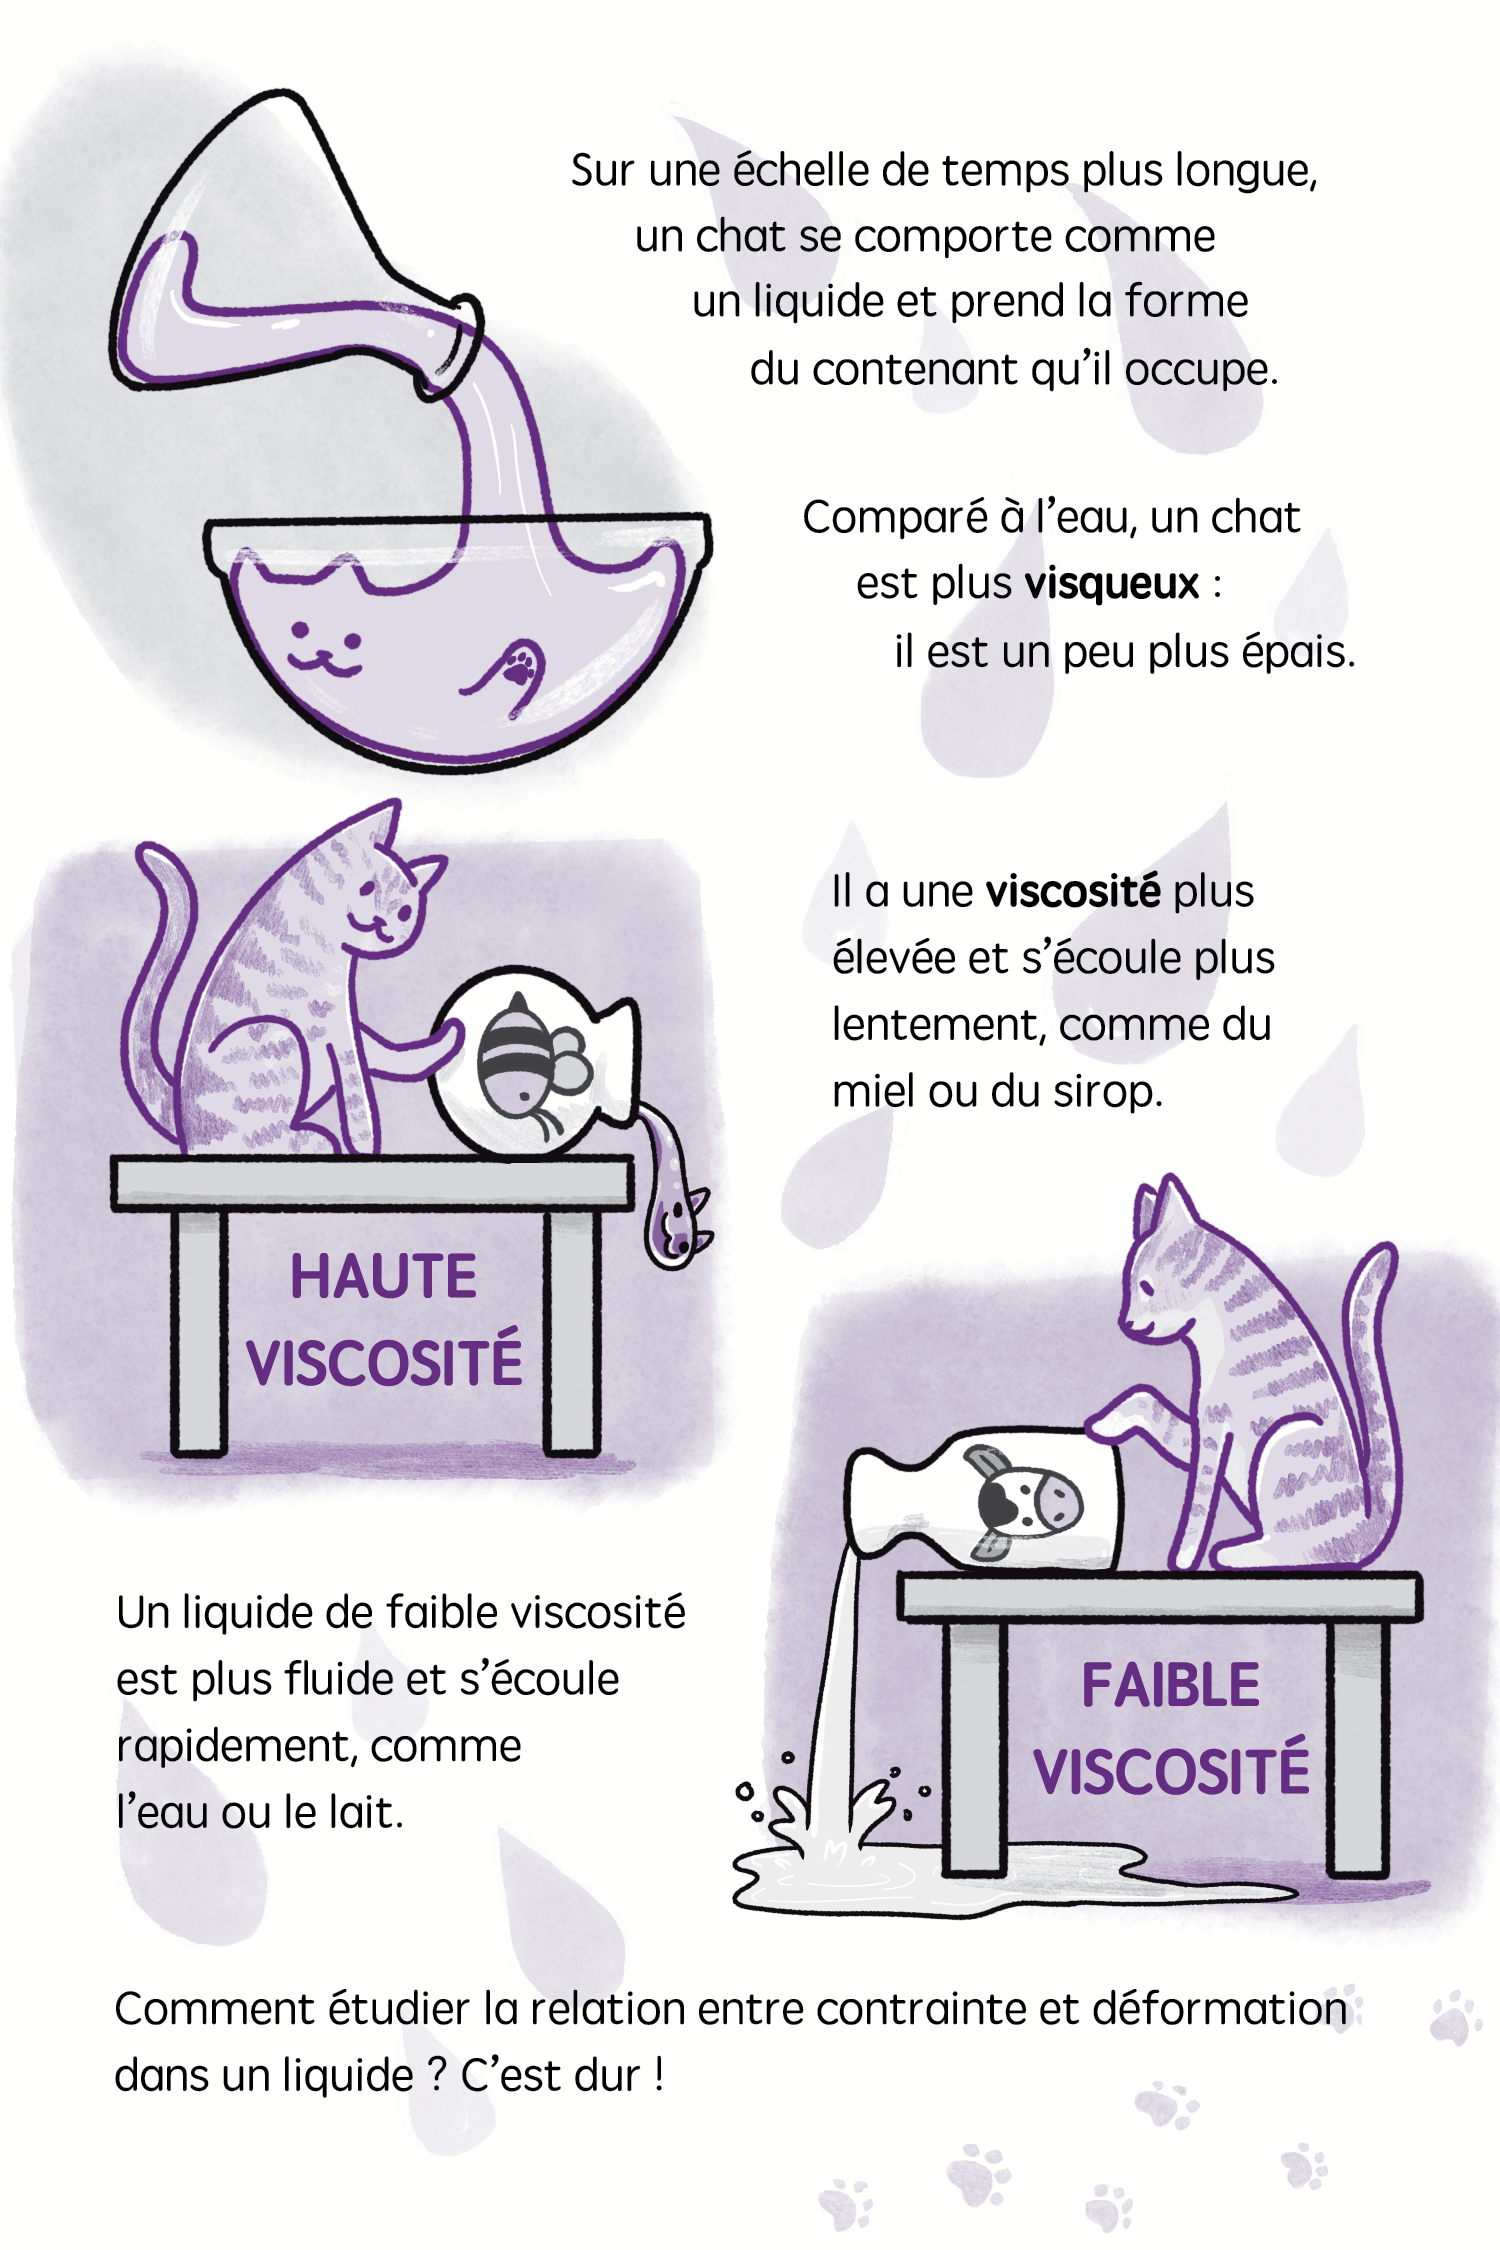 Sur une échelle de temps plus longue,
un chat se comporte comme
un liquide et prend la forme
du contenant qu’il occupe.
Comparé à l’eau, un chat
est plus visqueux :
il est un peu plus épais.
Il a une viscosité plus
élevée et s’écoule plus
lentement, comme du
miel ou du sirop.
HAUTE
VISCOSITÉ
Un liquide de faible viscosité
est plus fluide et s’écoule
rapidement, comme
l’eau ou le lait.
FAIBLE
VISCOSITÉ
Comment étudier la relation entre contrainte et déformation
dans un liquide ? C’est dur !